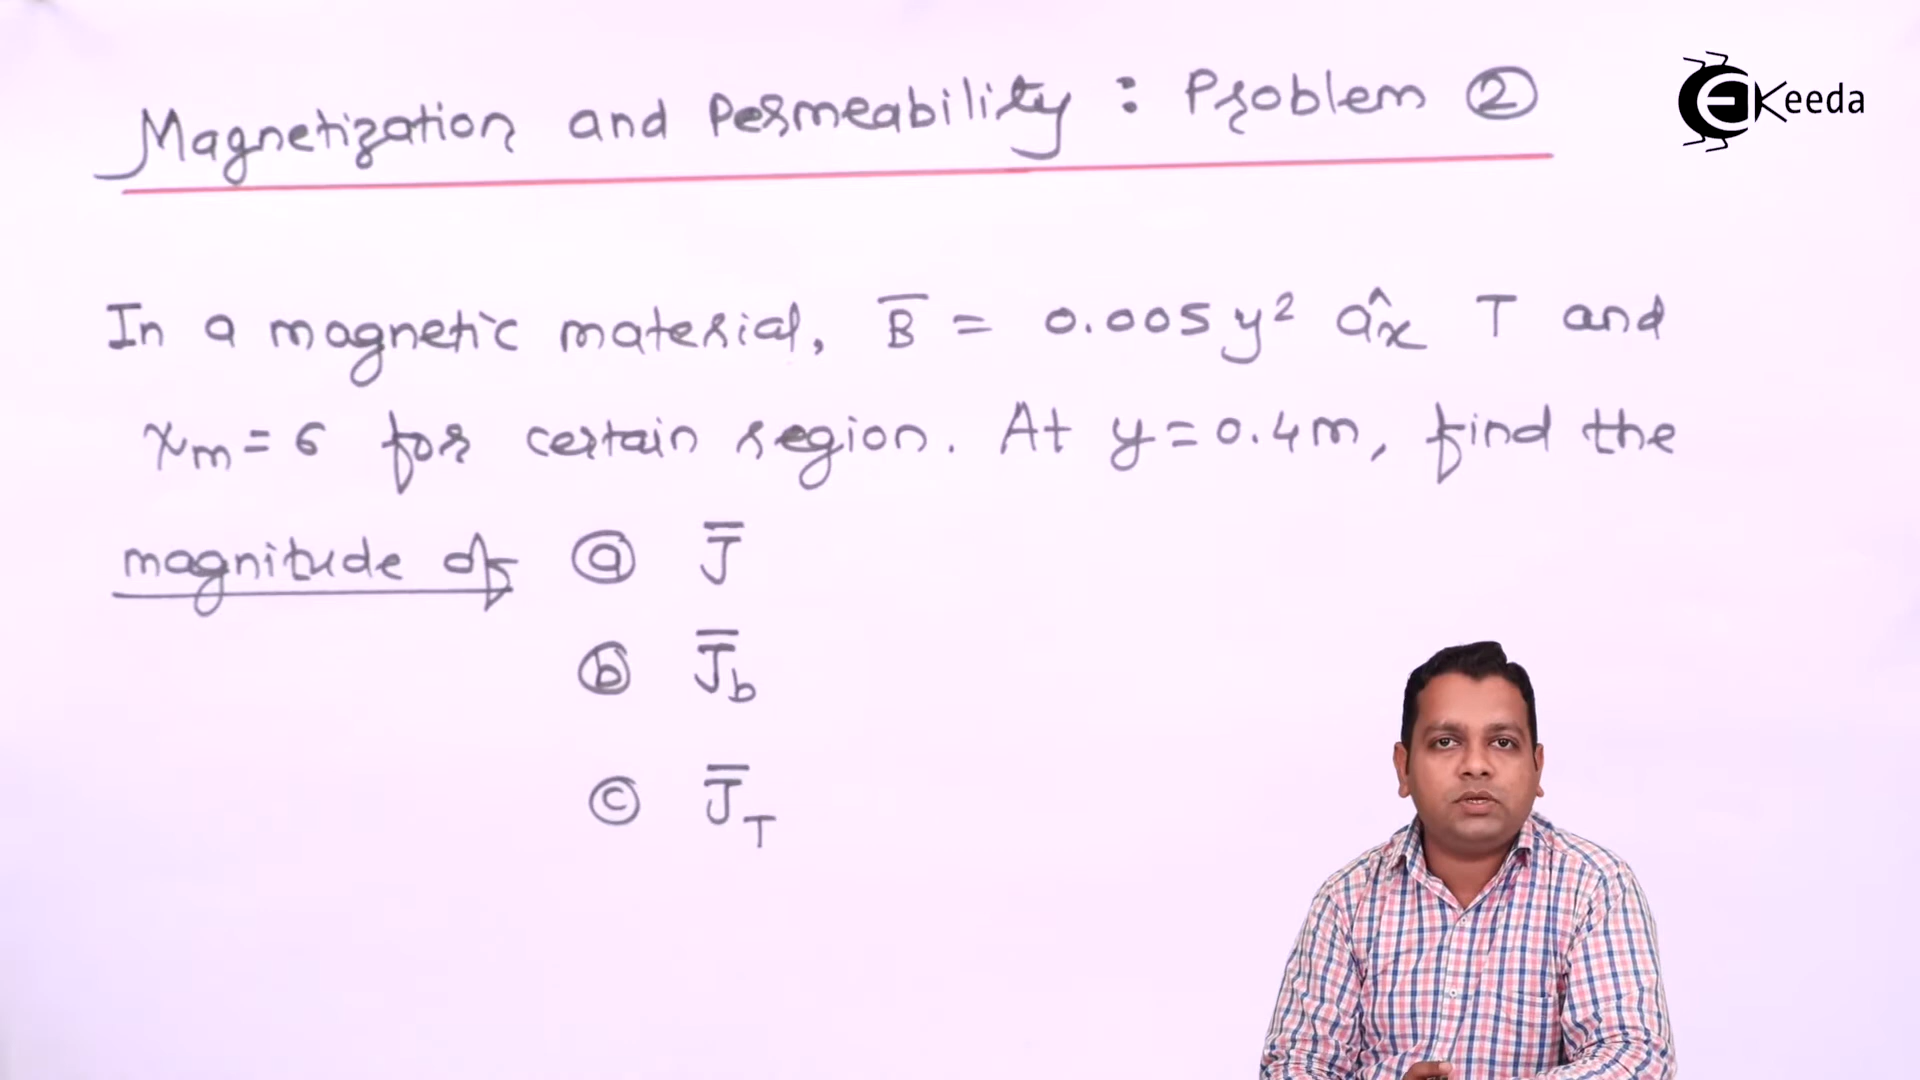 Magnetization and Permeability : Problem ②
EKeeda
In a magnetic material, B̅ = 0.005 y² âx T and
χm = 6 for certain region. At y = 0.4m, find the
magnitude of ⓐ J̅
ⓑ J̅b
ⓒ J̅T